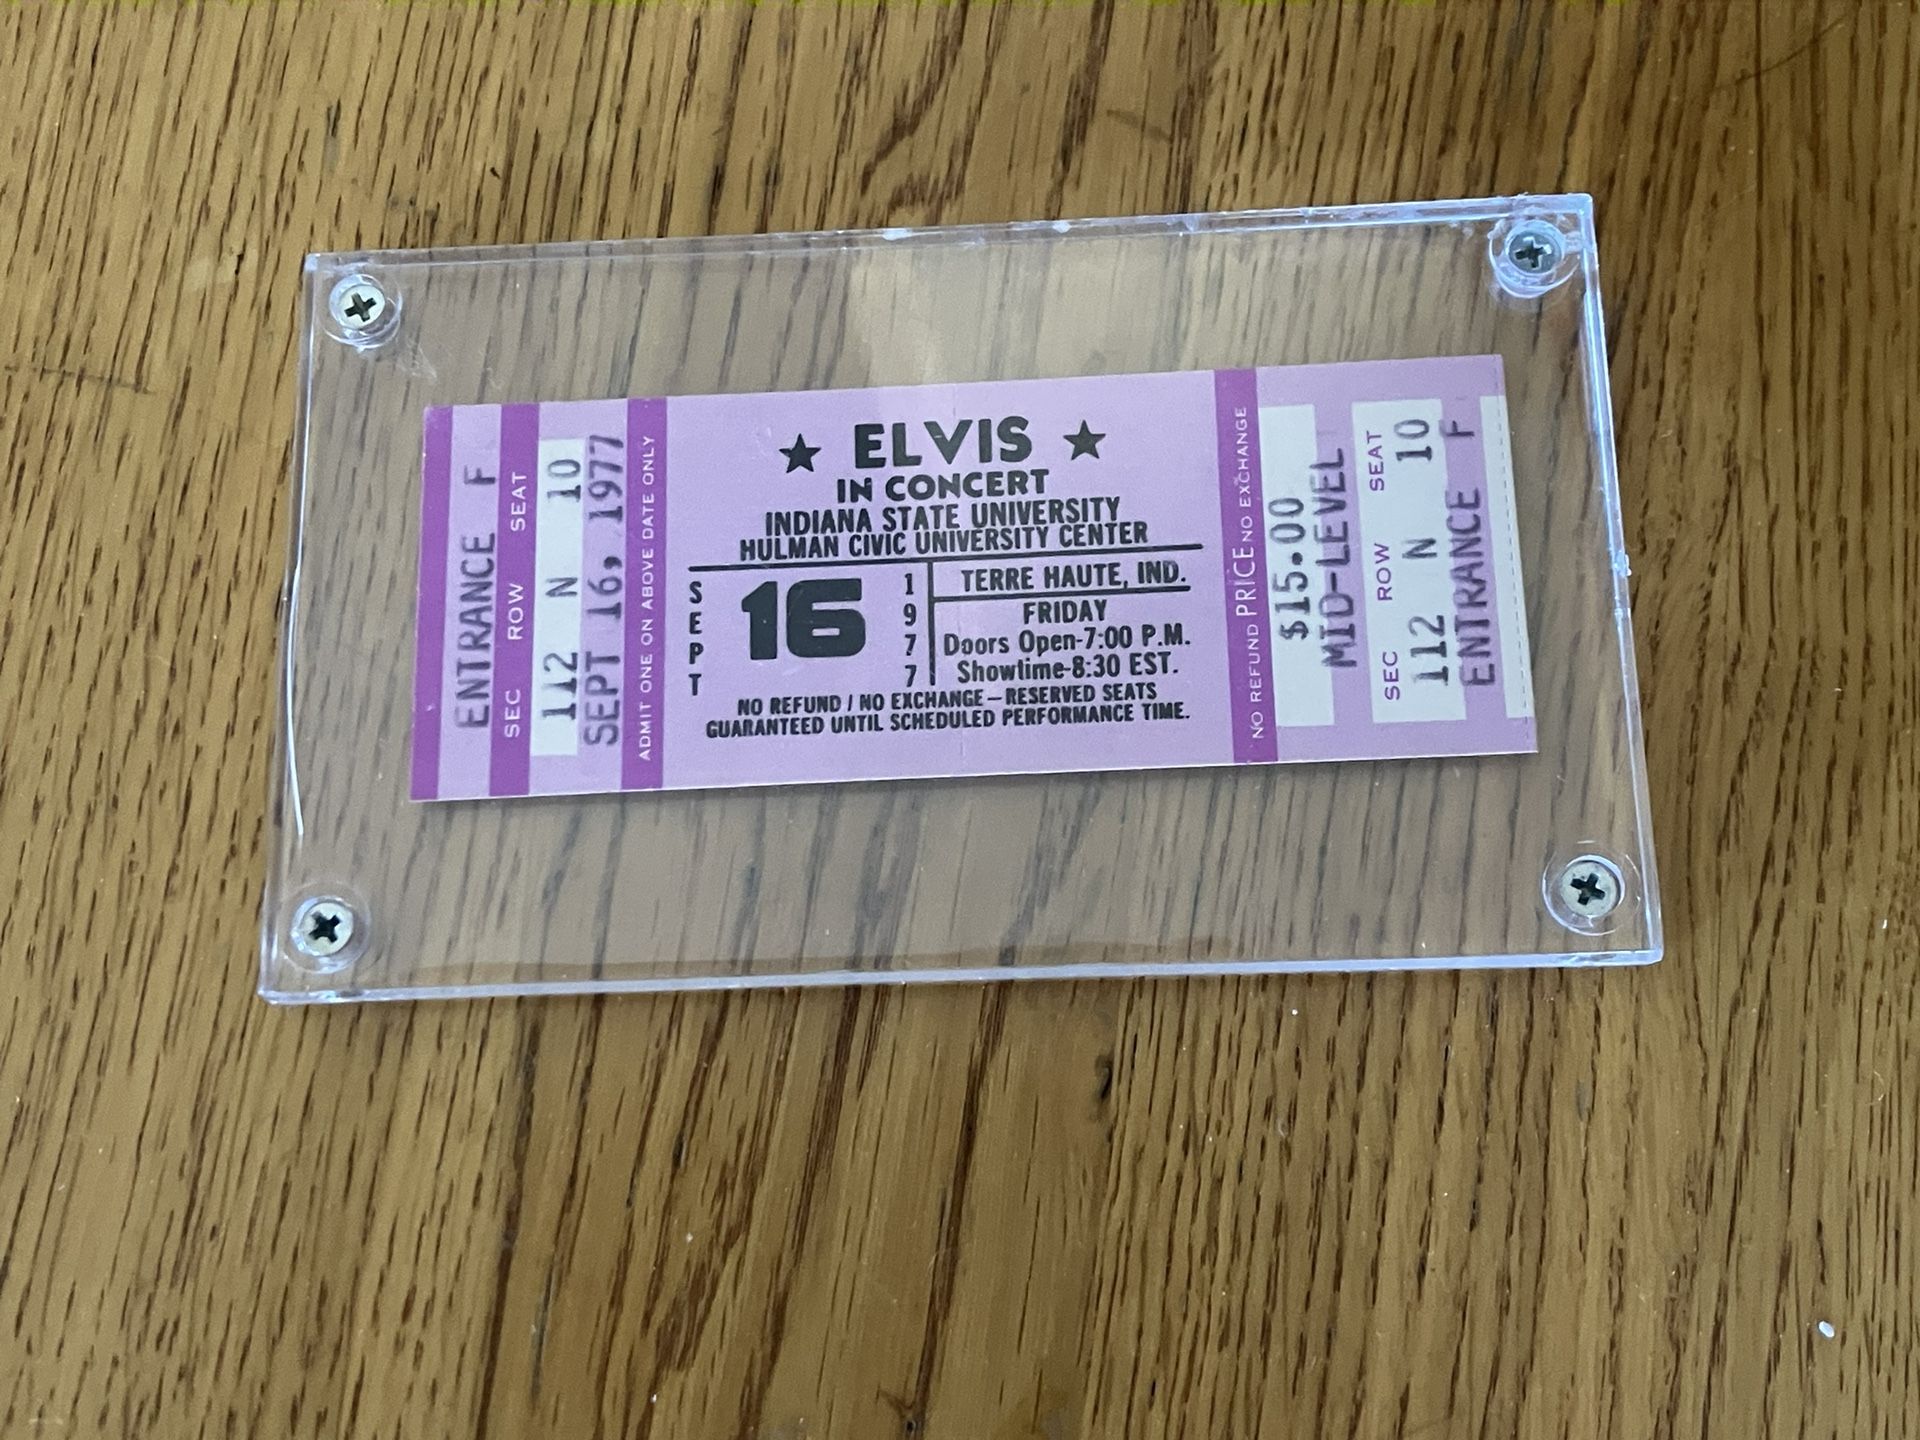 ENTRANCE F
SEC ROW SEAT
112 N 10
SEPT 16, 1977
ADMIT ONE ON ABOVE DATE ONLY
★ ELVIS ★
IN CONCERT
INDIANA STATE UNIVERSITY
HULMAN CIVIC UNIVERSITY CENTER
SEPT 16 1977
TERRE HAUTE, IND.
FRIDAY
Doors Open-7:00 P.M.
Showtime-8:30 EST.
NO REFUND / NO EXCHANGE – RESERVED SEATS
GUARANTEED UNTIL SCHEDULED PERFORMANCE TIME.
NO REFUND PRICE NO EXCHANGE
$15.00
MID-LEVEL
SEC ROW SEAT
112 N 10
ENTRANCE F